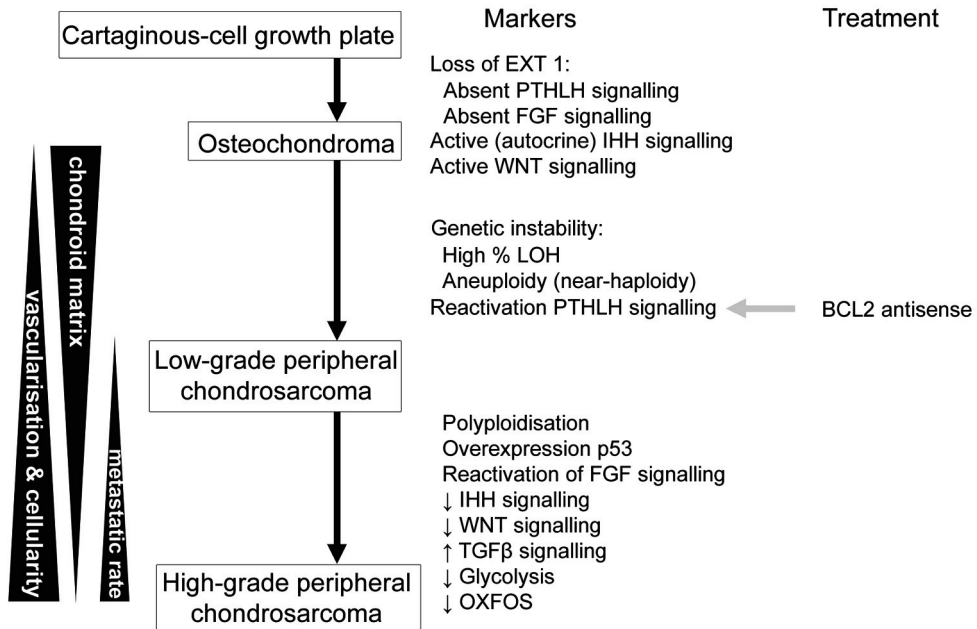 Markers
Treatment
Cartaginous-cell growth plate
Loss of EXT 1:
Absent PTHLH signalling
Absent FGF signalling
Active (autocrine) IHH signalling
Active WNT signalling
Osteochondroma
Genetic instability:
High % LOH
Aneuploidy (near-haploidy)
Reactivation PTHLH signalling
BCL2 antisense
Low-grade peripheral
chondrosarcoma
Polyploidisation
Overexpression p53
Reactivation of FGF signalling
↓ IHH signalling
↓ WNT signalling
↑ TGFβ signalling
↓ Glycolysis
↓ OXFOS
High-grade peripheral
chondrosarcoma
vascularisation & cellularity
chondroid matrix
metastatic rate